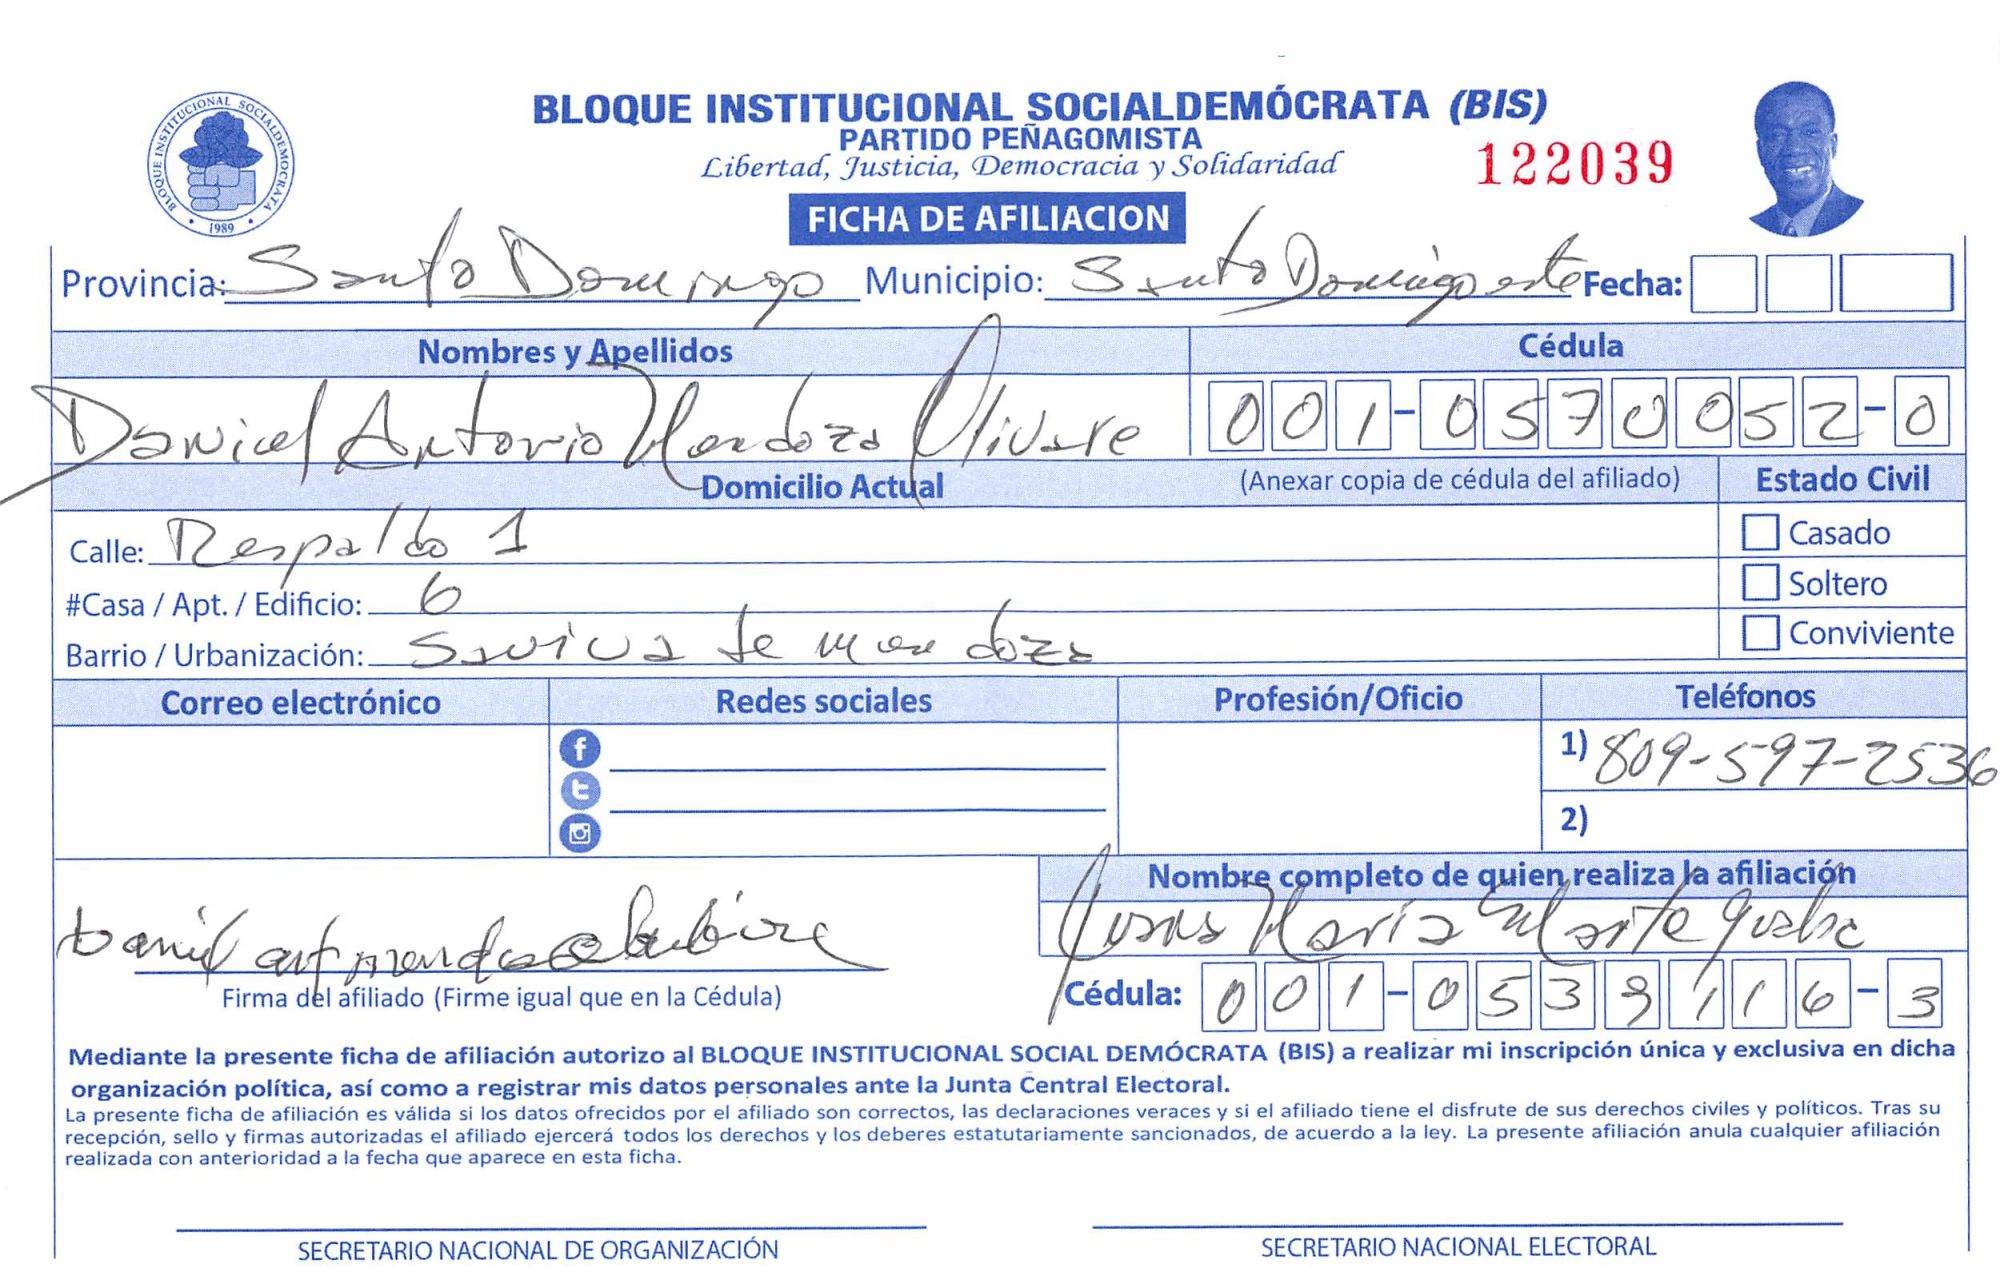 BLOQUE INSTITUCIONAL SOCIALDEMOCRATA
1989
BLOQUE INSTITUCIONAL SOCIALDEMÓCRATA (BIS)
PARTIDO PEÑAGOMISTA
Libertad, Justicia, Democracia y Solidaridad
122039
FICHA DE AFILIACION
Provincia: Santo Domingo Municipio: Santo Domingo este Fecha:
Nombres y Apellidos Cédula
Daniel Antonio Mendoza Olivare 001-0570052-0
Domicilio Actual (Anexar copia de cédula del afiliado) Estado Civil
Calle: Respaldo 1 Casado
#Casa / Apt. / Edificio: 6 Soltero
Barrio / Urbanización: de mendoza Conviviente
Correo electrónico Redes sociales Profesión/Oficio Teléfonos
1) 809-597-2536
2)
Nombre completo de quien realiza la afiliación
María
Firma del afiliado (Firme igual que en la Cédula) Cédula: 001-0539116-3
Mediante la presente ficha de afiliación autorizo al BLOQUE INSTITUCIONAL SOCIAL DEMÓCRATA (BIS) a realizar mi inscripción única y exclusiva en dicha
organización política, así como a registrar mis datos personales ante la Junta Central Electoral.
La presente ficha de afiliación es válida si los datos ofrecidos por el afiliado son correctos, las declaraciones veraces y si el afiliado tiene el disfrute de sus derechos civiles y políticos. Tras su
recepción, sello y firmas autorizadas el afiliado ejercerá todos los derechos y los deberes estatutariamente sancionados, de acuerdo a la ley. La presente afiliación anula cualquier afiliación
realizada con anterioridad a la fecha que aparece en esta ficha.
SECRETARIO NACIONAL DE ORGANIZACIÓN SECRETARIO NACIONAL ELECTORAL